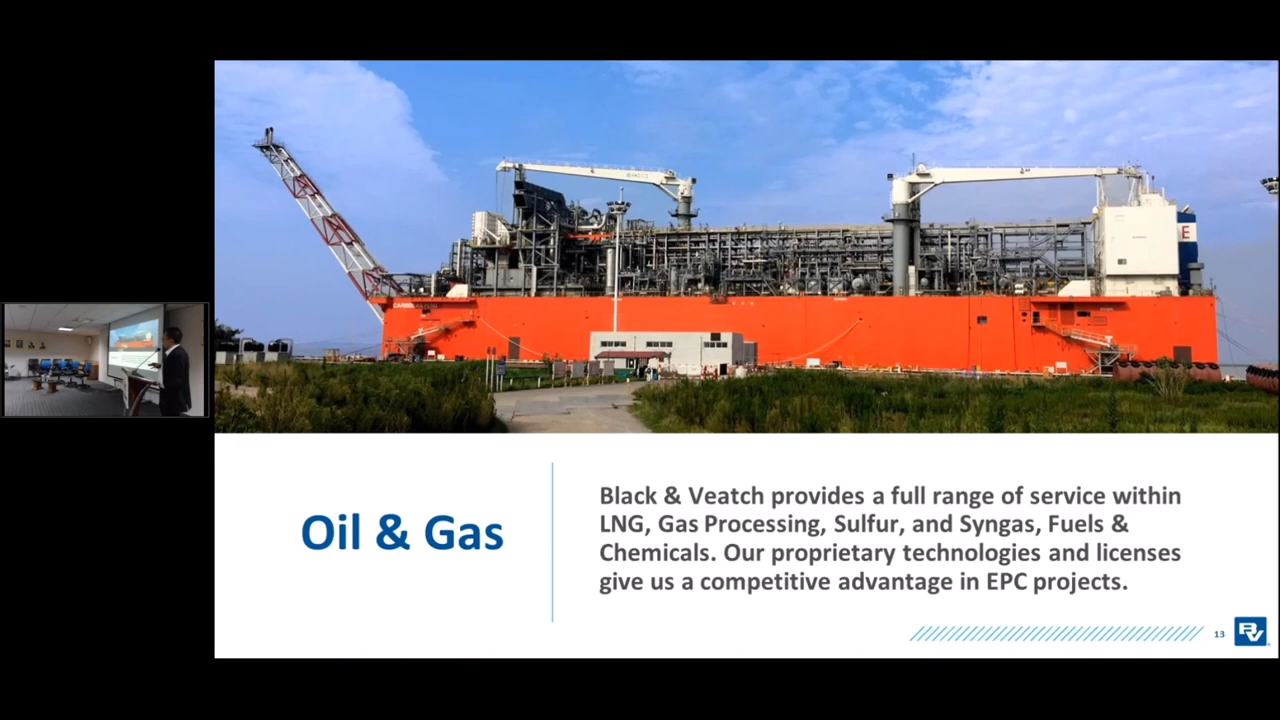 Oil & Gas
Black & Veatch provides a full range of service within
LNG, Gas Processing, Sulfur, and Syngas, Fuels &
Chemicals. Our proprietary technologies and licenses
give us a competitive advantage in EPC projects.
13
BV
E